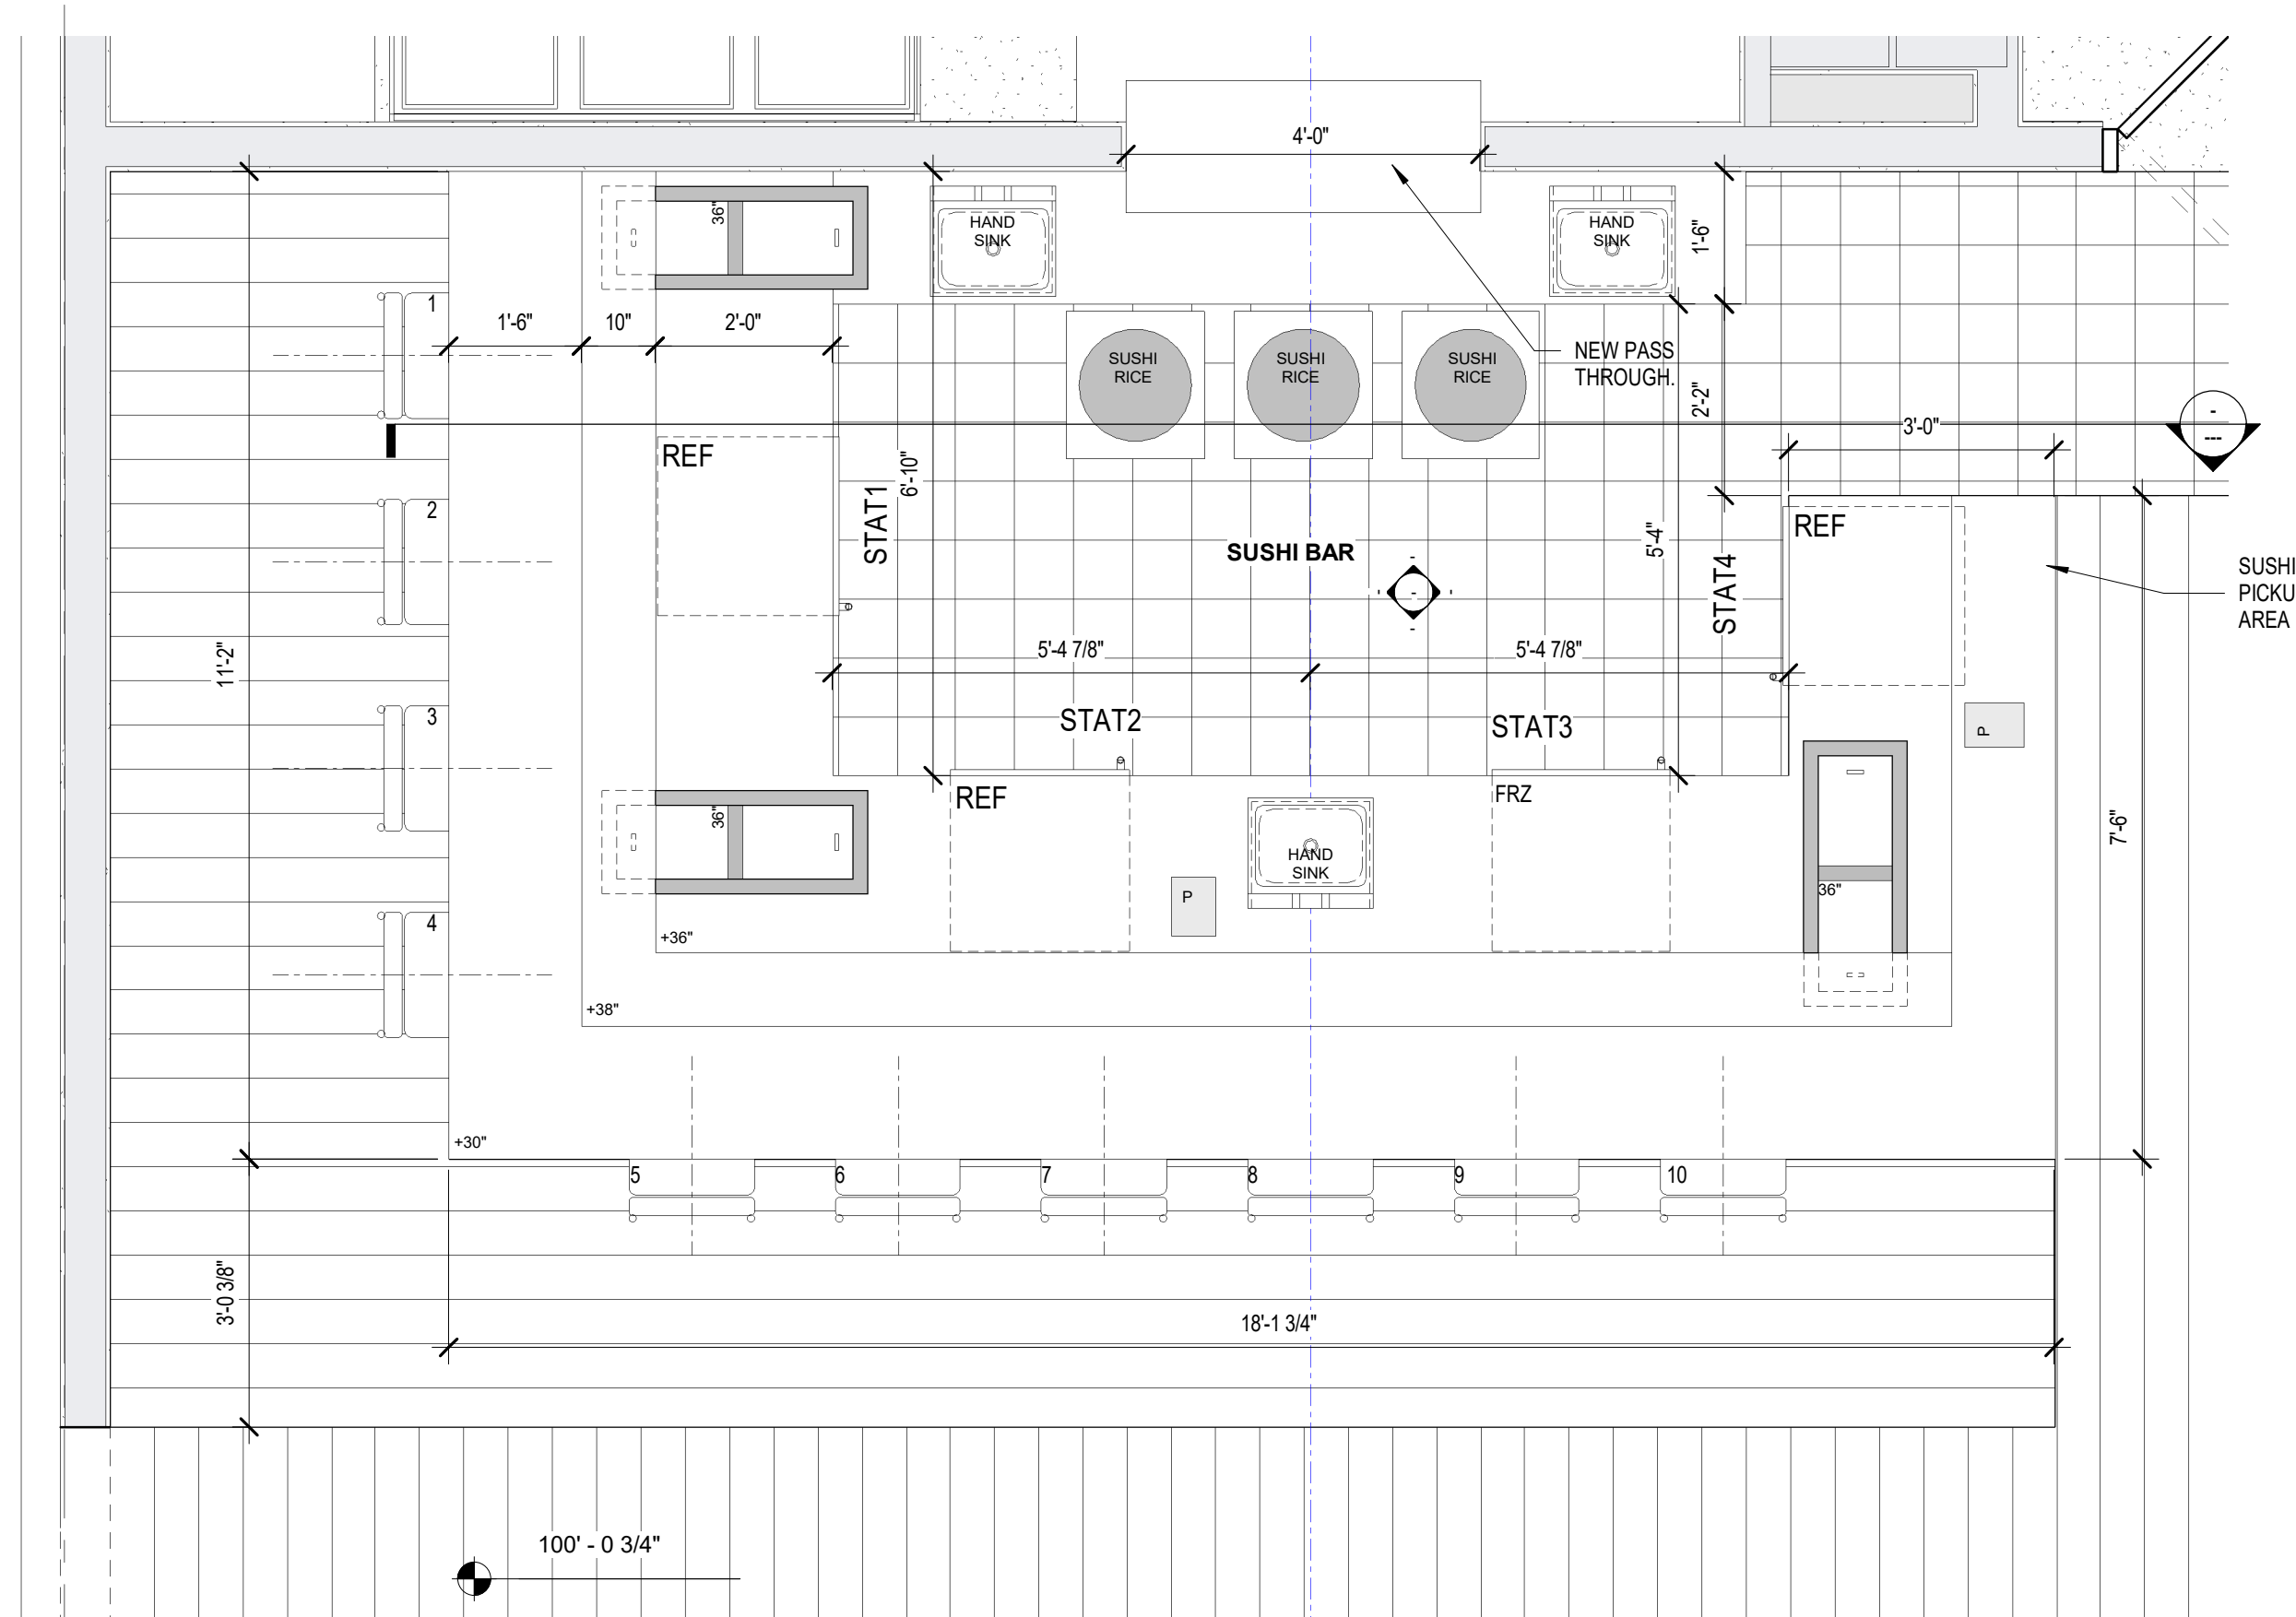 4'-0"
36"
HAND
SINK
HAND
SINK
1'-6"
1
1'-6"
10"
2'-0"
SUSHI
RICE
SUSHI
RICE
SUSHI
RICE
NEW PASS
THROUGH.
2'-2"
3'-0"
-
---
REF
2
STAT1
6'-10"
SUSHI BAR
5'-4"
STAT4
REF
SUSHI
PICKU
AREA
-
-
-
-
-
11'-2"
5'-4 7/8"
5'-4 7/8"
3
STAT2
STAT3
P
REF
FRZ
36"
HAND
SINK
7'-6"
P
36"
4
+36"
+38"
+30"
5
6
7
8
9
10
3'-0 3/8"
18'-1 3/4"
100' - 0 3/4"